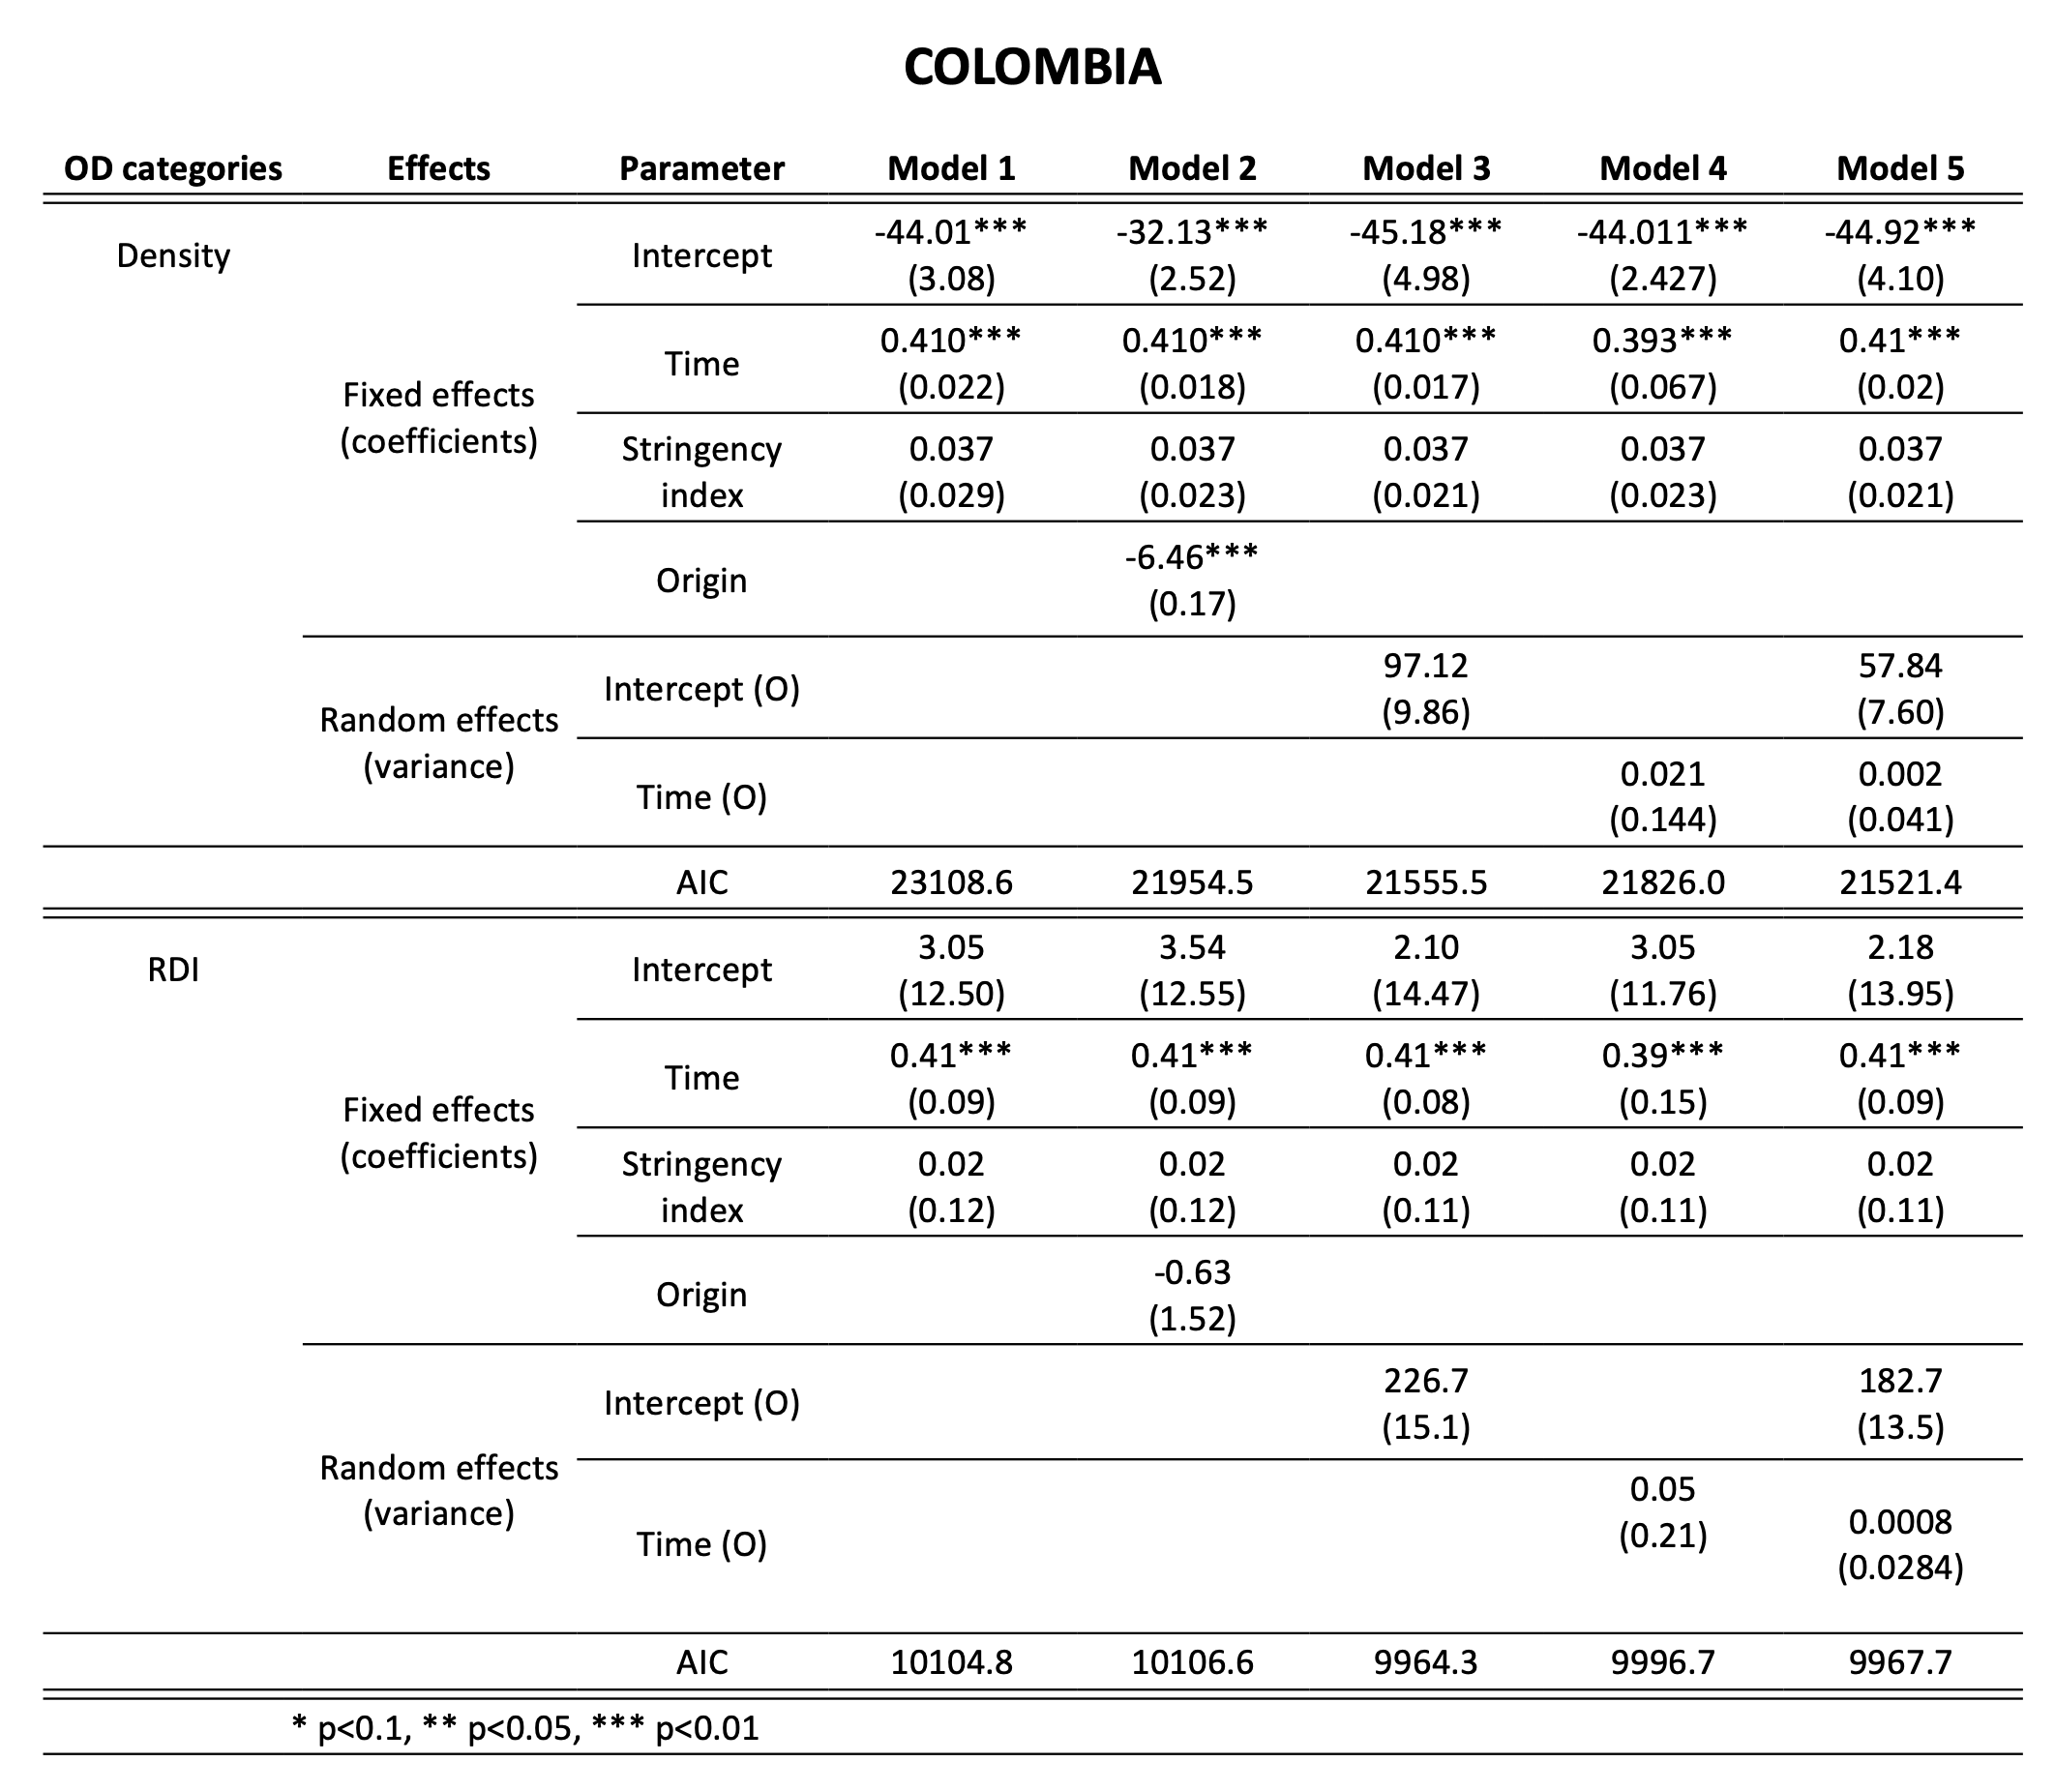 COLOMBIA
OD categories Effects Parameter Model 1 Model 2 Model 3 Model 4 Model 5
Density Intercept -44.01*** -32.13*** -45.18*** -44.011*** -44.92***
(3.08) (2.52) (4.98) (2.427) (4.10)
Fixed effects
(coefficients)
Time 0.410*** 0.410*** 0.410*** 0.393*** 0.41***
(0.022) (0.018) (0.017) (0.067) (0.02)
Stringency 0.037 0.037 0.037 0.037 0.037
index (0.029) (0.023) (0.021) (0.023) (0.021)
Origin -6.46***
(0.17)
Random effects
(variance)
Intercept (O) 97.12 57.84
(9.86) (7.60)
Time (O) 0.021 0.002
(0.144) (0.041)
AIC 23108.6 21954.5 21555.5 21826.0 21521.4
RDI Intercept 3.05 3.54 2.10 3.05 2.18
(12.50) (12.55) (14.47) (11.76) (13.95)
Fixed effects
(coefficients)
Time 0.41*** 0.41*** 0.41*** 0.39*** 0.41***
(0.09) (0.09) (0.08) (0.15) (0.09)
Stringency 0.02 0.02 0.02 0.02 0.02
index (0.12) (0.12) (0.11) (0.11) (0.11)
Origin -0.63
(1.52)
Random effects
(variance)
Intercept (O) 226.7 182.7
(15.1) (13.5)
Time (O) 0.05 0.0008
(0.21) (0.0284)
AIC 10104.8 10106.6 9964.3 9996.7 9967.7
* p<0.1, ** p<0.05, *** p<0.01